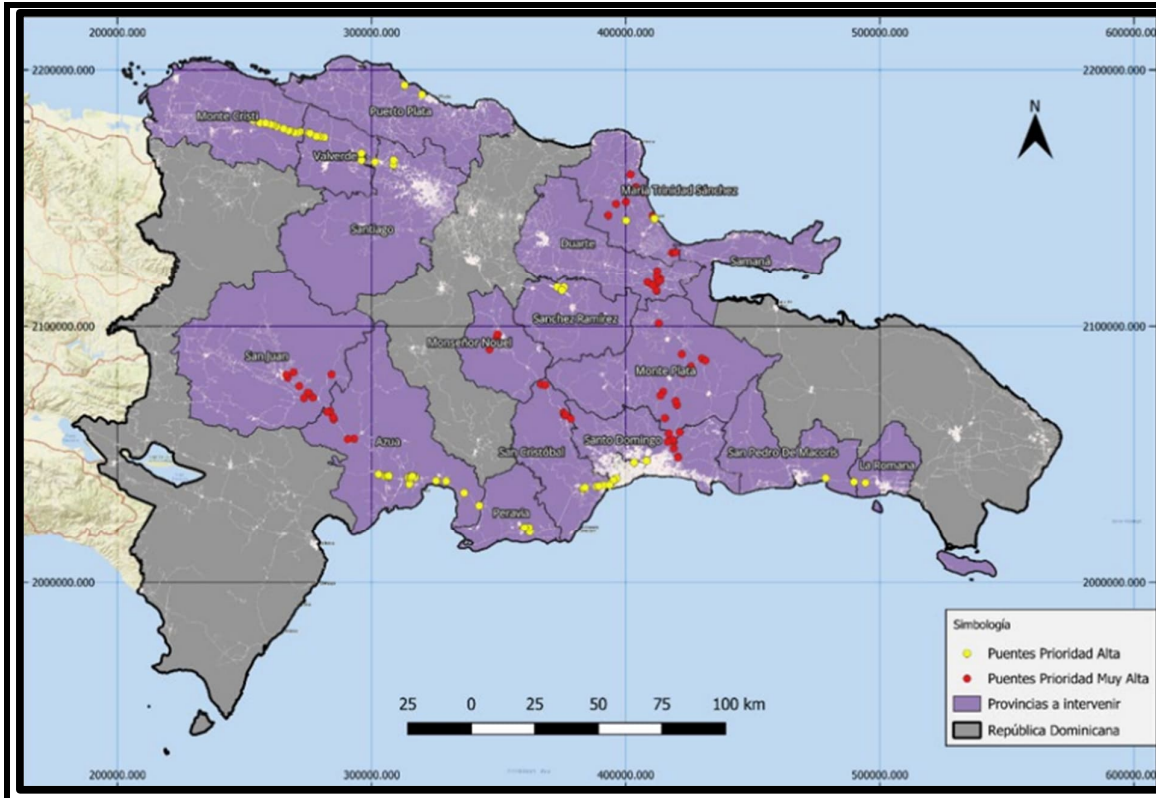 200000.000 300000.000 400000.000 500000.000 600000.000
2200000.000 2200000.000
N
Puerto Plata
Monte Cristi
Valverde
María Trinidad Sánchez
Santiago
Duarte
Samaná
Sanchez Ramírez
2100000.000 2100000.000
Monseñor Nouel
San Juan
Monte Plata
Azua
San Cristóbal
Santo Domingo
San Pedro De Macorís
La Romana
Peravia
2000000.000 2000000.000
Simbología
Puentes Prioridad Alta
Puentes Prioridad Muy Alta
Provincias a intervenir
República Dominicana
25 0 25 50 75 100 km
200000.000 300000.000 400000.000 500000.000 600000.000